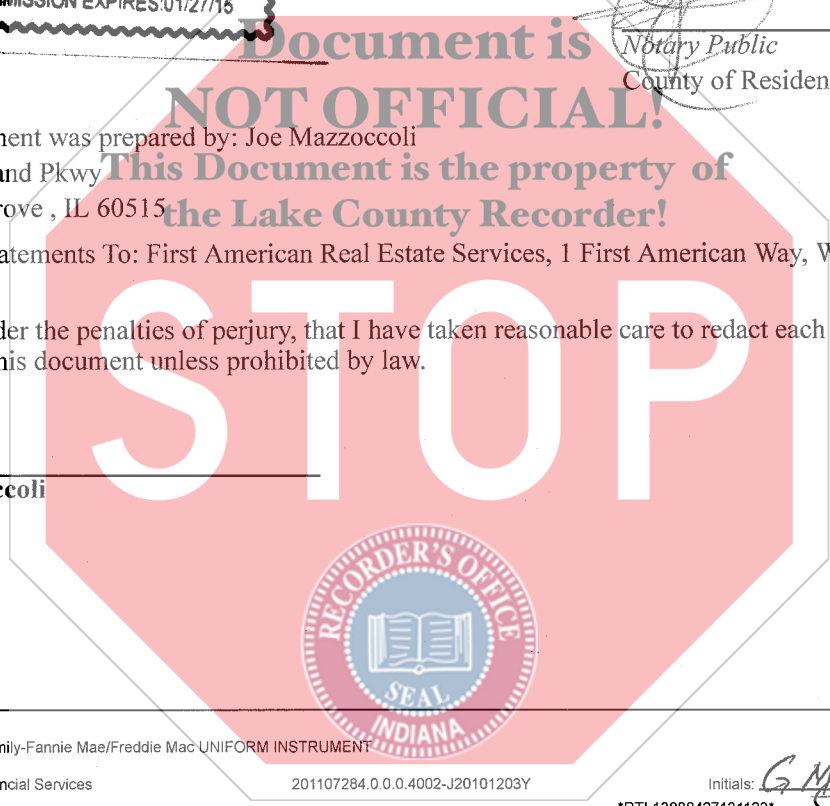 MISSION EXPIRES:01/27/15
Document is
NOT OFFICIAL!
This Document is the property of
the Lake County Recorder!
Notary Public
County of Residen
ent was prepared by: Joe Mazzoccoli
and Pkwy
rove , IL 60515
atements To: First American Real Estate Services, 1 First American Way, W
der the penalties of perjury, that I have taken reasonable care to redact each
his document unless prohibited by law.
STOP
ccoli
RECORDER'S OFFICE
SEAL
INDIANA
mily-Fannie Mae/Freddie Mac UNIFORM INSTRUMENT
ncial Services
201107284.0.0.0.4002-J20101203Y
Initials: G M